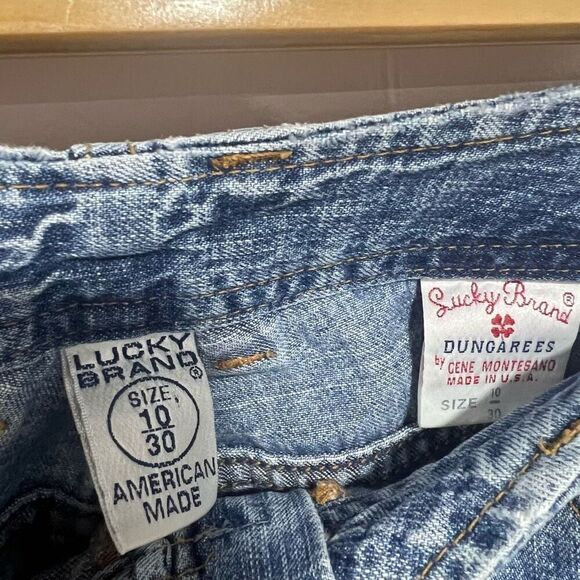 LUCKY
BRAND®
SIZE
10
30
AMERICAN
MADE
Lucky Brand®
DUNGAREES
by GENE MONTESANO
MADE IN U.S.A.
SIZE 10
30